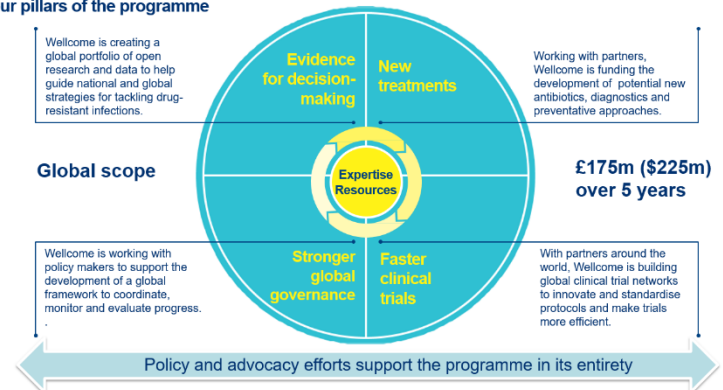 ur pillars of the programme
Wellcome is creating a
global portfolio of open
research and data to help
guide national and global
strategies for tackling drug-
resistant infections.
Evidence
for decision-
making
New
treatments
Working with partners,
Wellcome is funding the
development of potential new
antibiotics, diagnostics and
preventative approaches.
Global scope
Expertise
Resources
£175m ($225m)
over 5 years
Wellcome is working with
policy makers to support the
development of a global
framework to coordinate,
monitor and evaluate progress.
.
Stronger
global
governance
Faster
clinical
trials
With partners around the
world, Wellcome is building
global clinical trial networks
to innovate and standardise
protocols and make trials
more efficient.
Policy and advocacy efforts support the programme in its entirety